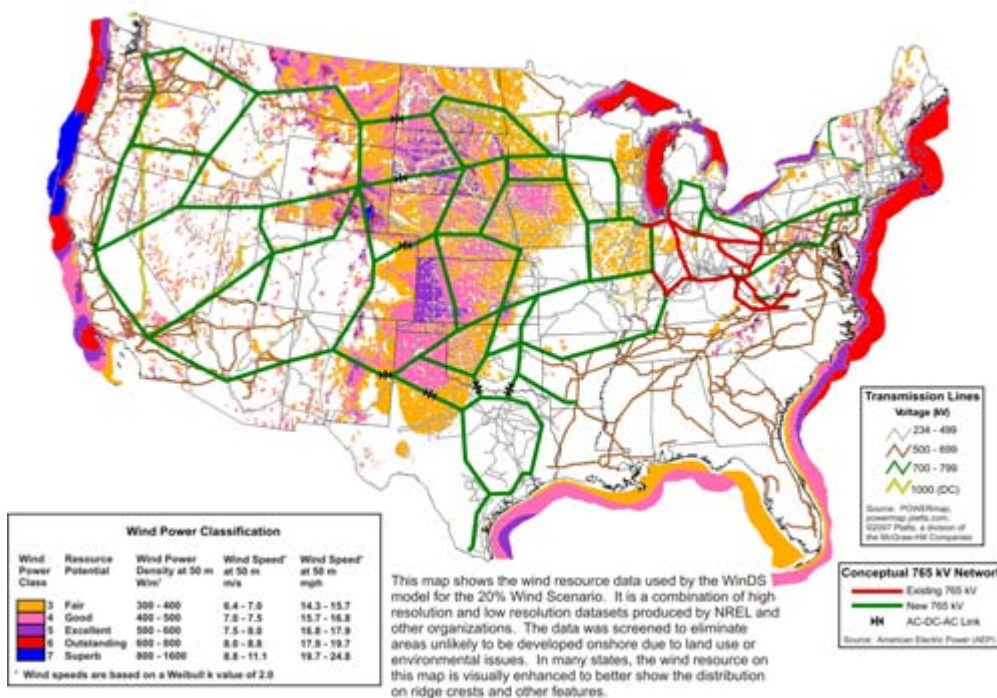 Transmission Lines
Voltage (kV)
234 - 499
500 - 699
700 - 799
1000 (DC)
Source: POWERmap,
powermap.platts.com,
©2007 Platts, a division of
the McGraw-Hill Companies
Wind Power Classification
Wind Power Class Resource Potential Wind Power Density at 50 m W/m² Wind Speed* at 50 m m/s Wind Speed* at 50 m mph
3 Fair 300 - 400 6.4 - 7.0 14.3 - 15.7
4 Good 400 - 500 7.0 - 7.5 15.7 - 16.8
5 Excellent 500 - 600 7.5 - 8.0 16.8 - 17.9
6 Outstanding 600 - 800 8.0 - 8.8 17.9 - 19.7
7 Superb 800 - 1600 8.8 - 11.1 19.7 - 24.8
* Wind speeds are based on a Weibull k value of 2.0
This map shows the wind resource data used by the WinDS
model for the 20% Wind Scenario. It is a combination of high
resolution and low resolution datasets produced by NREL and
other organizations. The data was screened to eliminate
areas unlikely to be developed onshore due to land use or
environmental issues. In many states, the wind resource on
this map is visually enhanced to better show the distribution
on ridge crests and other features.
Conceptual 765 kV Network
Existing 765 kV
New 765 kV
AC-DC-AC Link
Source: American Electric Power (AEP)